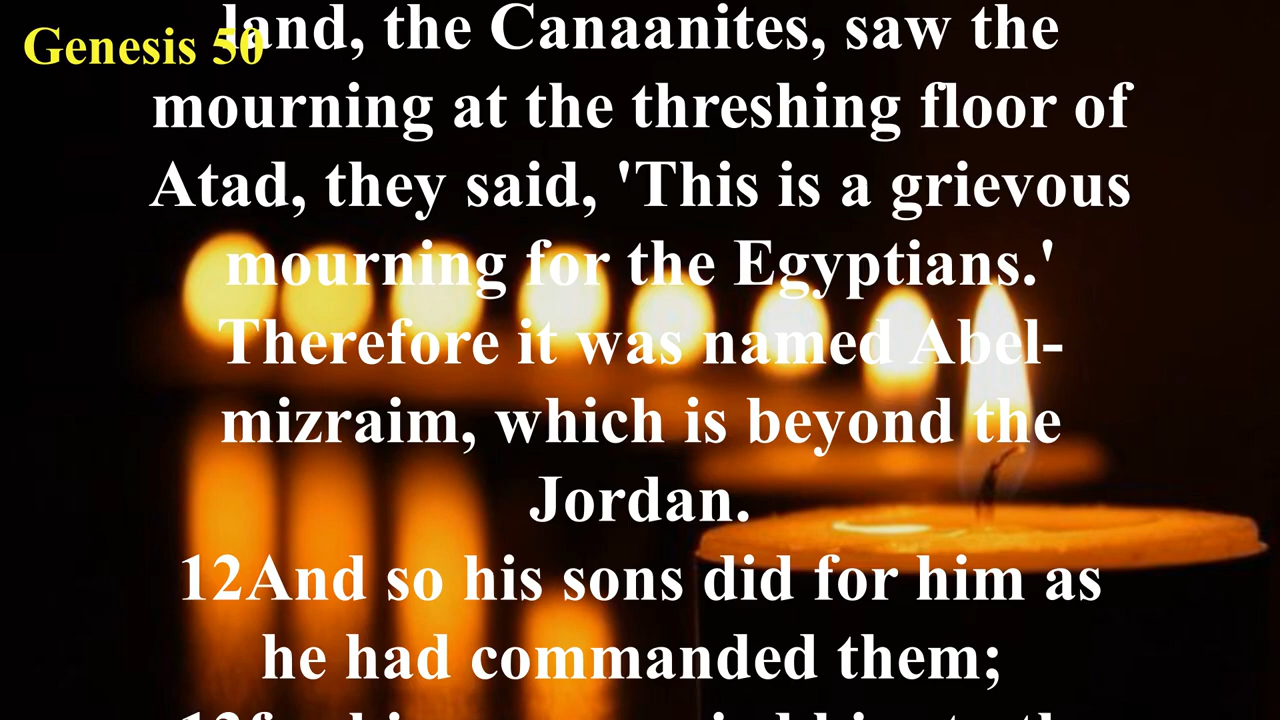 Genesis 50
land, the Canaanites, saw the
mourning at the threshing floor of
Atad, they said, 'This is a grievous
mourning for the Egyptians.'
Therefore it was named Abel-
mizraim, which is beyond the
Jordan.
12And so his sons did for him as
he had commanded them;